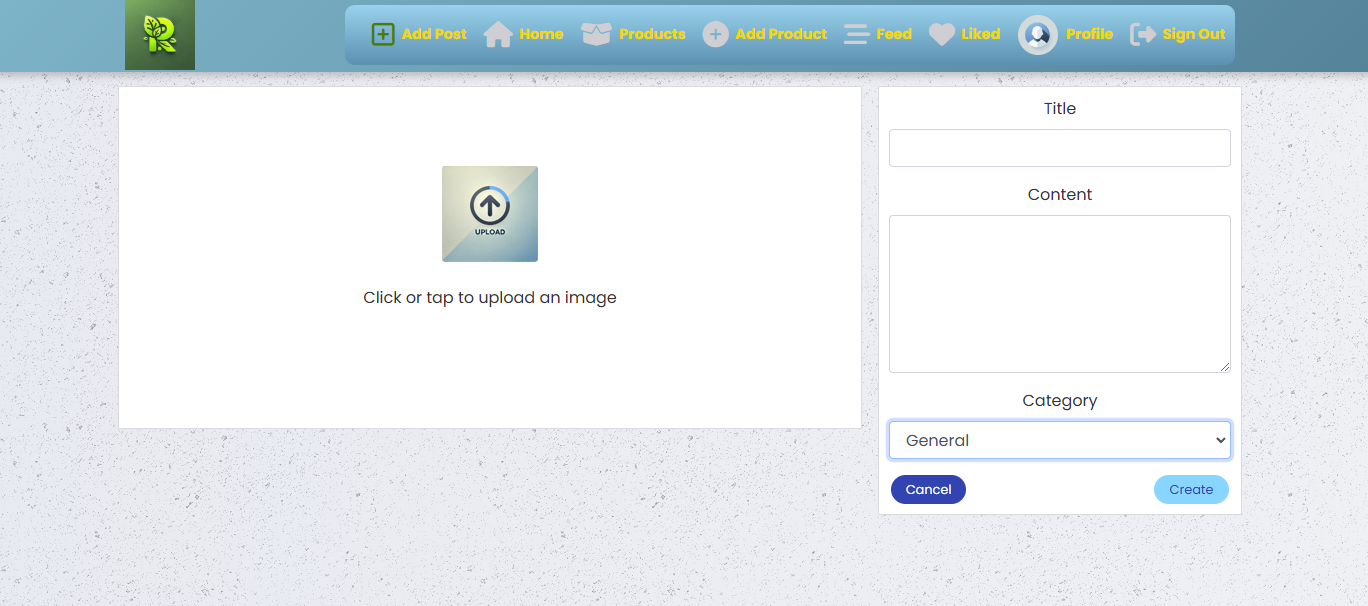 Add Post Home Products Add Product Feed Liked Profile Sign Out
UPLOAD
Click or tap to upload an image
Title
Content
Category
General
Cancel Create